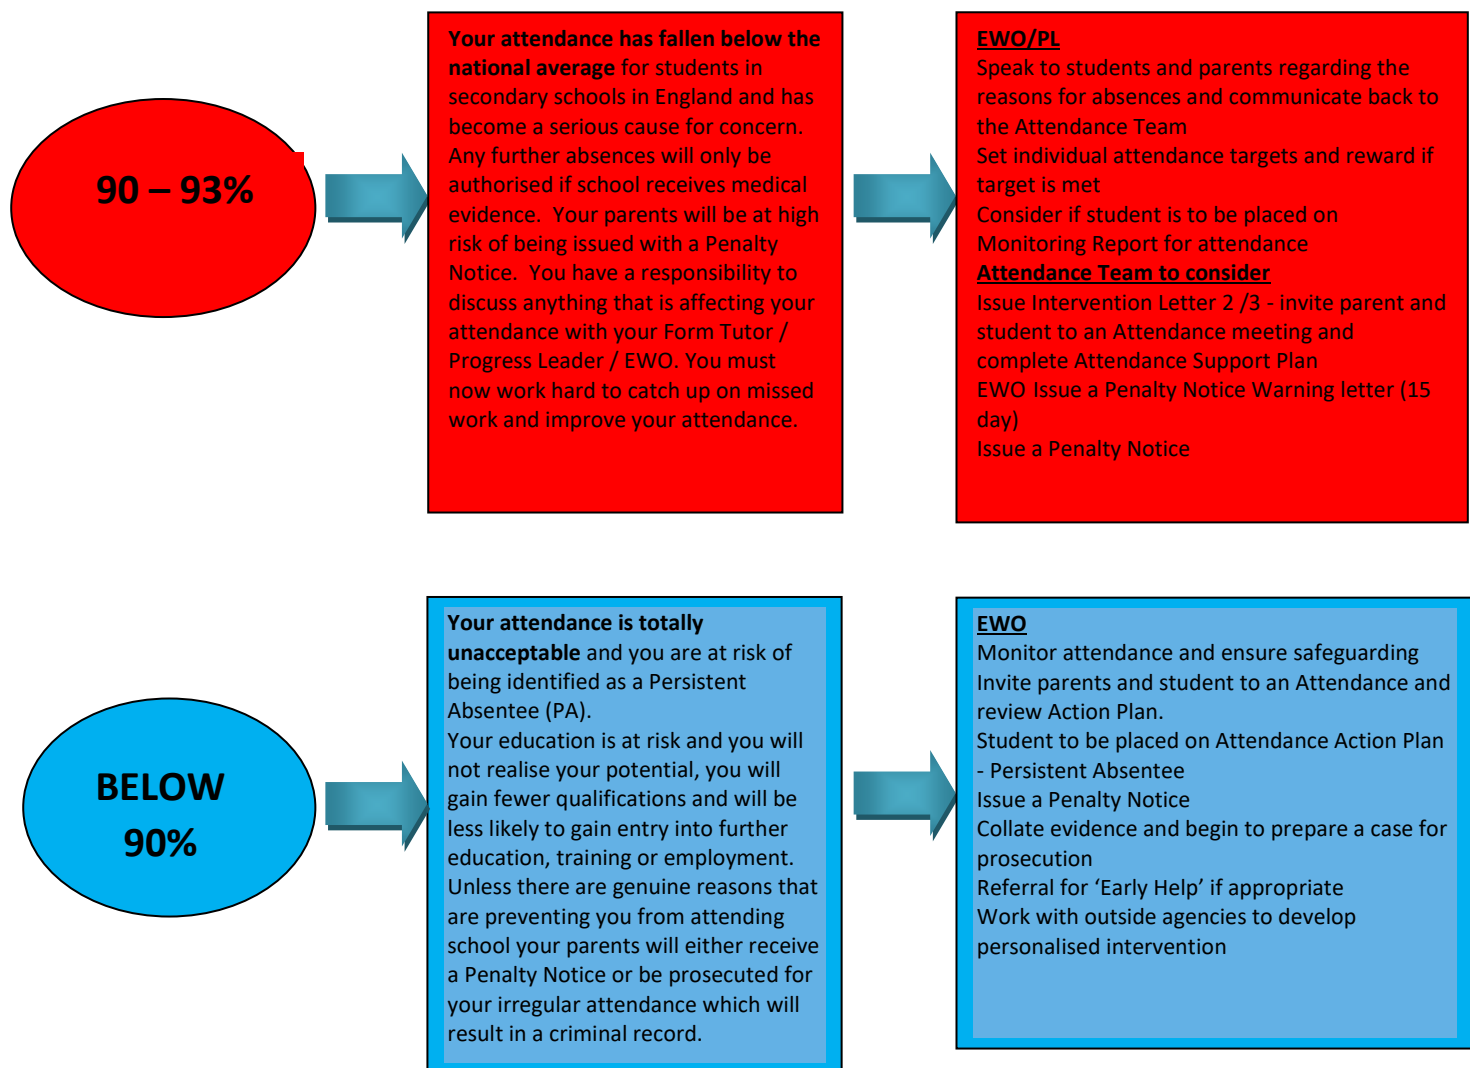 90 – 93%
Your attendance has fallen below the
national average for students in
secondary schools in England and has
become a serious cause for concern.
Any further absences will only be
authorised if school receives medical
evidence.  Your parents will be at high
risk of being issued with a Penalty
Notice.  You have a responsibility to
discuss anything that is affecting your
attendance with your Form Tutor /
Progress Leader / EWO. You must
now work hard to catch up on missed
work and improve your attendance.
EWO/PL
Speak to students and parents regarding the
reasons for absences and communicate back to
the Attendance Team
Set individual attendance targets and reward if
target is met
Consider if student is to be placed on
Monitoring Report for attendance
Attendance Team to consider
Issue Intervention Letter 2 /3 - invite parent and
student to an Attendance meeting and
complete Attendance Support Plan
EWO Issue a Penalty Notice Warning letter (15
day)
Issue a Penalty Notice
BELOW
90%
Your attendance is totally
unacceptable and you are at risk of
being identified as a Persistent
Absentee (PA).
Your education is at risk and you will
not realise your potential, you will
gain fewer qualifications and will be
less likely to gain entry into further
education, training or employment.
Unless there are genuine reasons that
are preventing you from attending
school your parents will either receive
a Penalty Notice or be prosecuted for
your irregular attendance which will
result in a criminal record.
EWO
Monitor attendance and ensure safeguarding
Invite parents and student to an Attendance and
review Action Plan.
Student to be placed on Attendance Action Plan
- Persistent Absentee
Issue a Penalty Notice
Collate evidence and begin to prepare a case for
prosecution
Referral for ‘Early Help’ if appropriate
Work with outside agencies to develop
personalised intervention